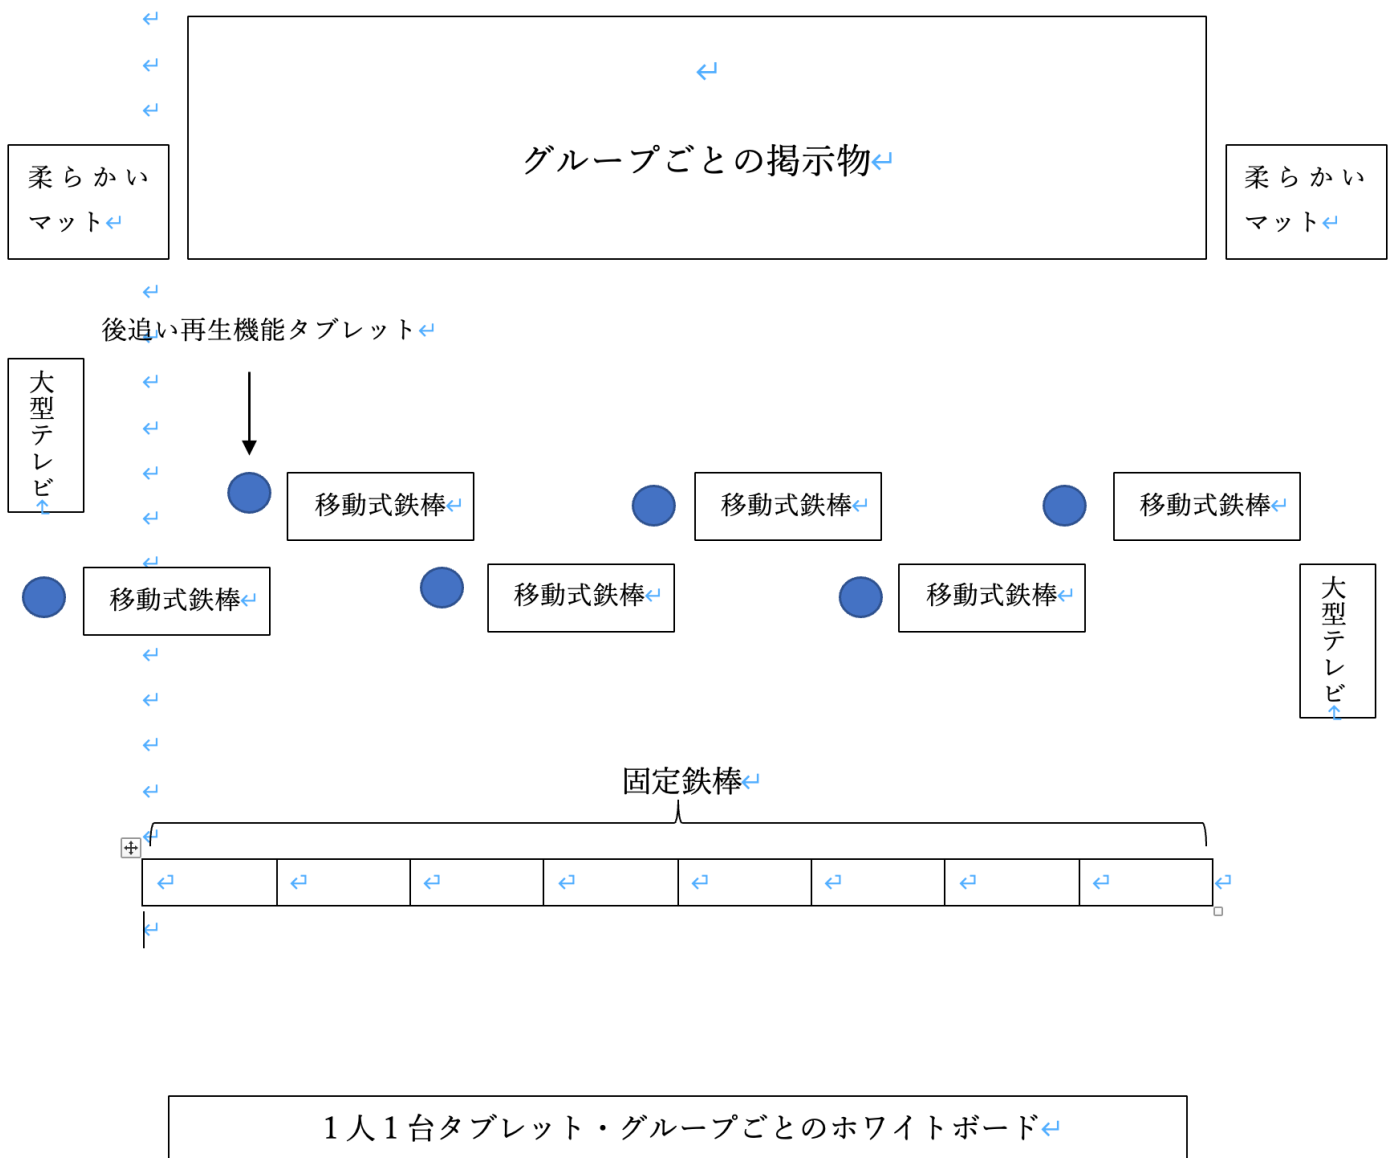 グループごとの掲示物
柔らかい
マット
柔らかい
マット
後追い再生機能タブレット
大型テレビ
移動式鉄棒
移動式鉄棒
移動式鉄棒
移動式鉄棒
移動式鉄棒
移動式鉄棒
大型テレビ
固定鉄棒
1人1台タブレット・グループごとのホワイトボード